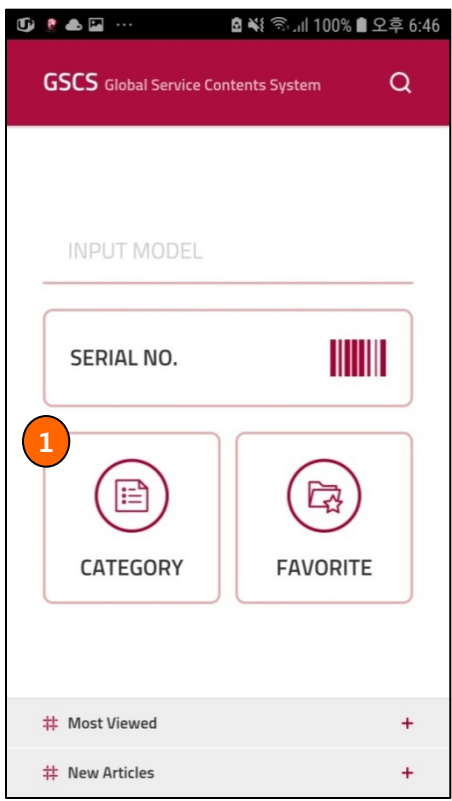 100% 오후 6:46
GSCS Global Service Contents System
INPUT MODEL
SERIAL NO.
1
CATEGORY
FAVORITE
# Most Viewed +
# New Articles +